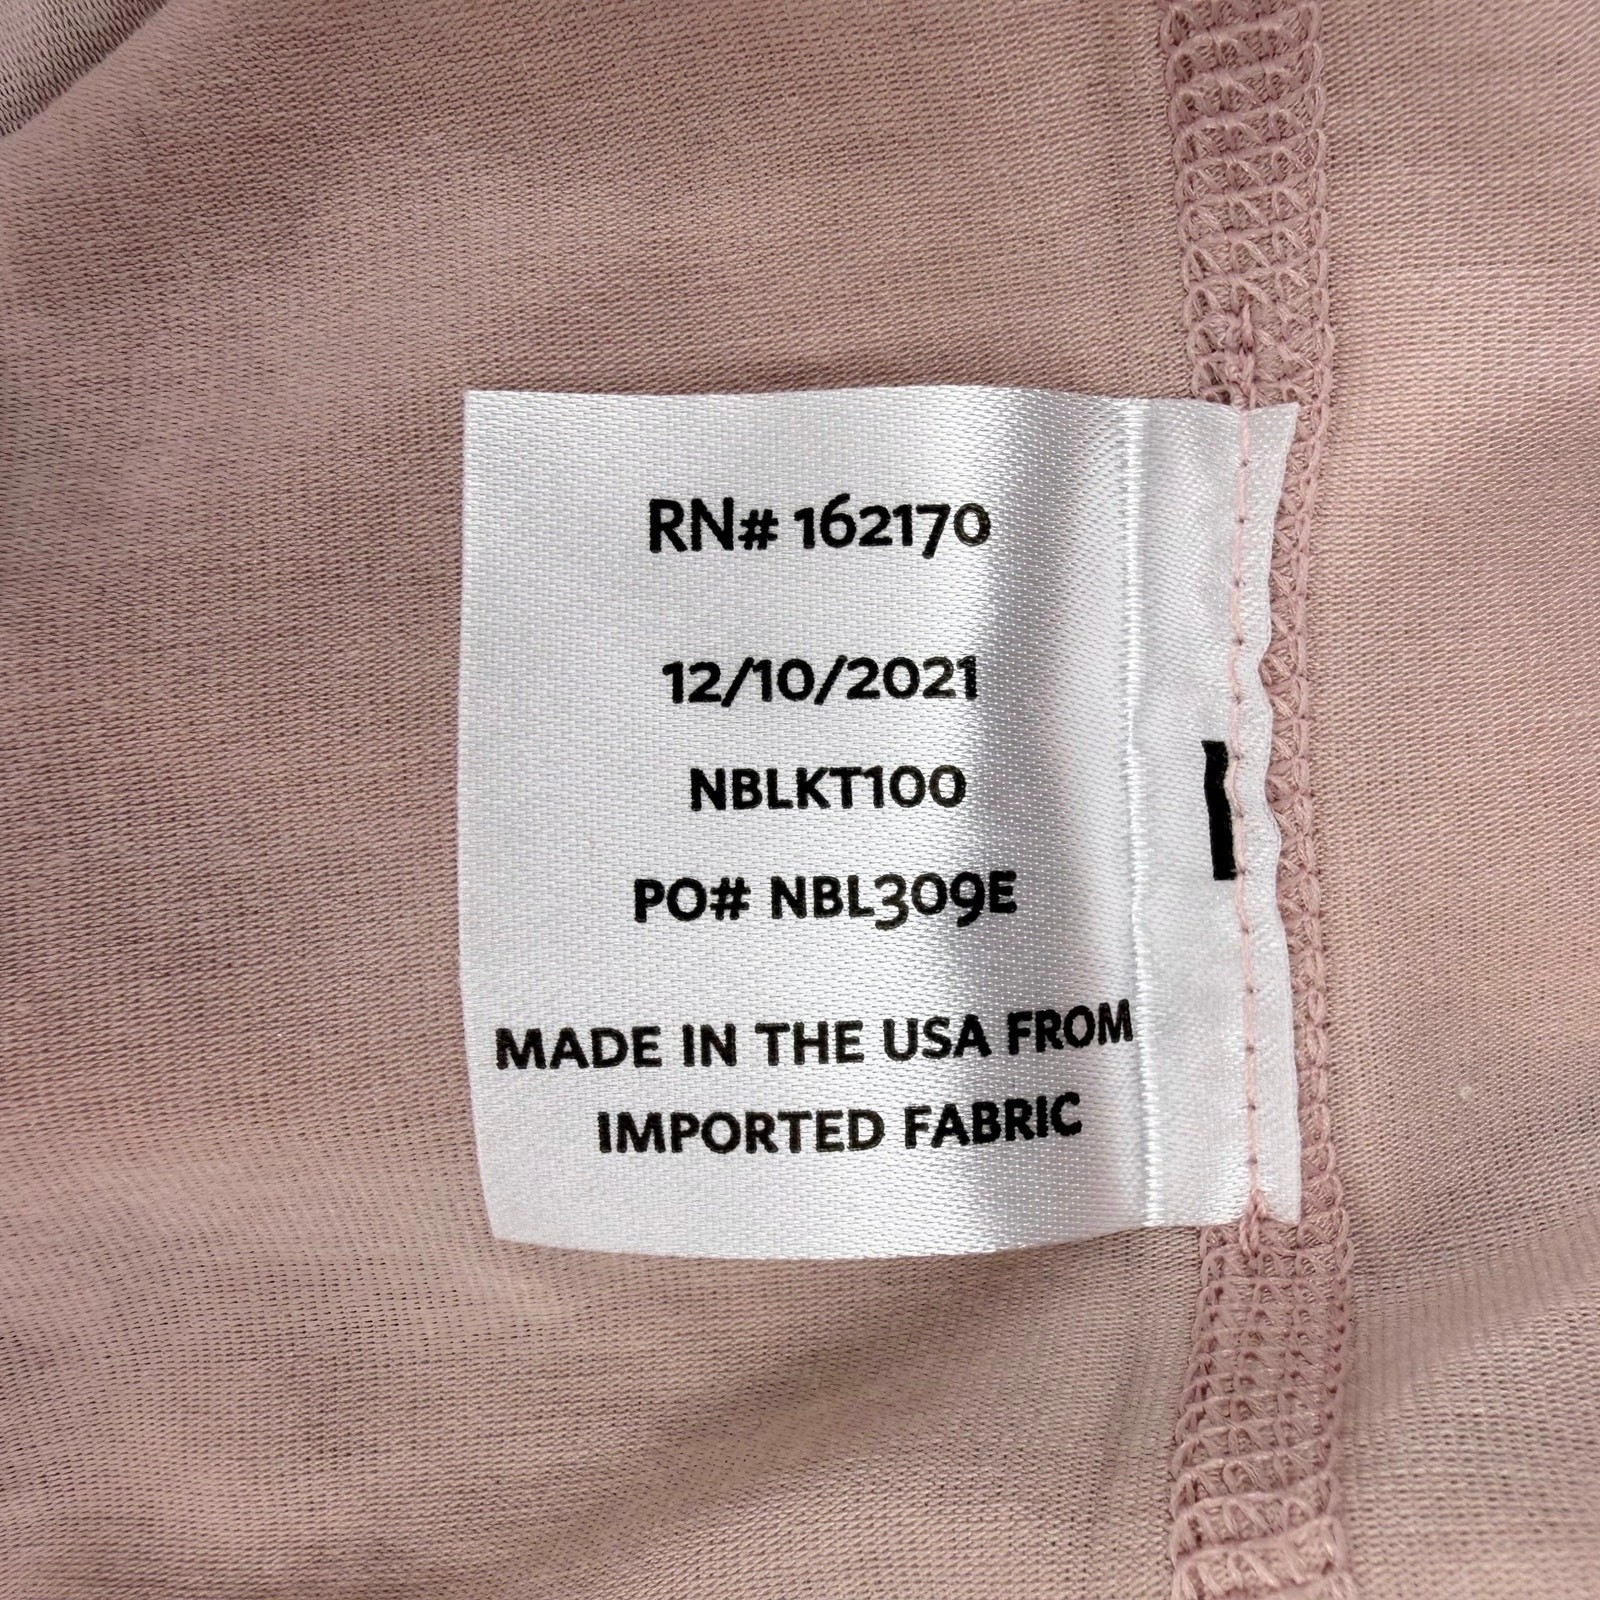 RN# 162170
12/10/2021
NBLKT100
PO# NBL309E
MADE IN THE USA FROM
IMPORTED FABRIC